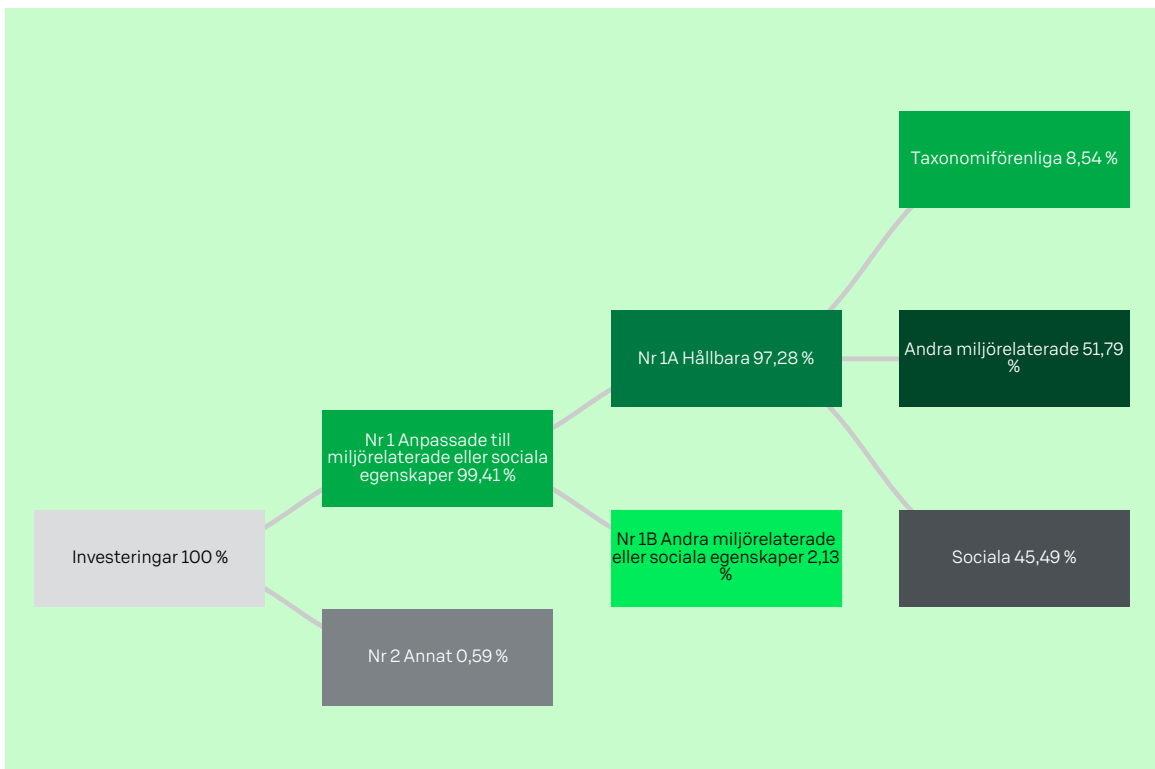 Taxonomiförenliga 8,54 %
Nr 1A Hållbara 97,28 %
Andra miljörelaterade 51,79
%
Nr 1 Anpassade till
miljörelaterade eller sociala
egenskaper 99,41 %
Investeringar 100 %
Nr 1B Andra miljörelaterade
eller sociala egenskaper 2,13
%
Sociala 45,49 %
Nr 2 Annat 0,59 %